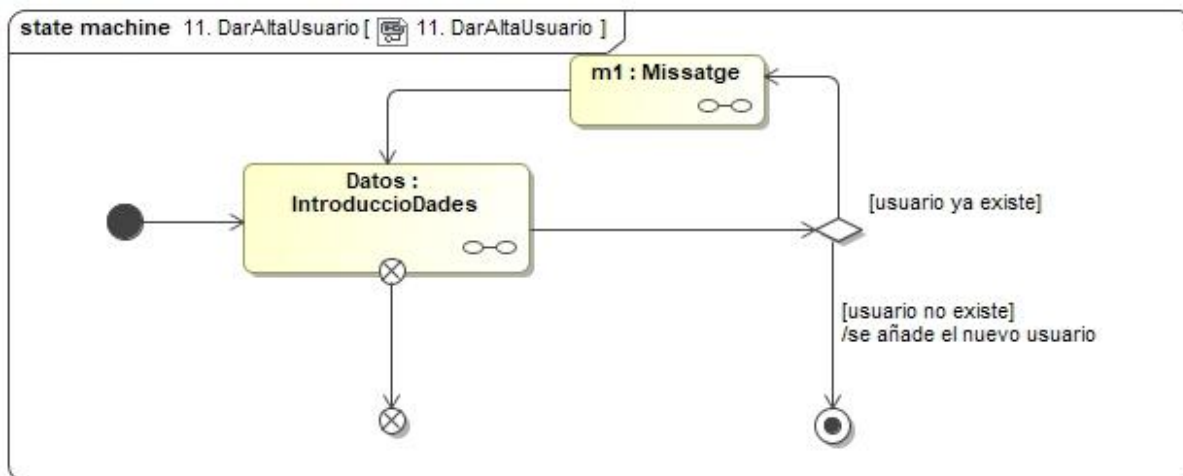 state machine 11. DarAltaUsuario [ 11. DarAltaUsuario ]
m1 : Missatge
Datos :
IntroduccioDades
[usuario ya existe]
[usuario no existe]
/se añade el nuevo usuario